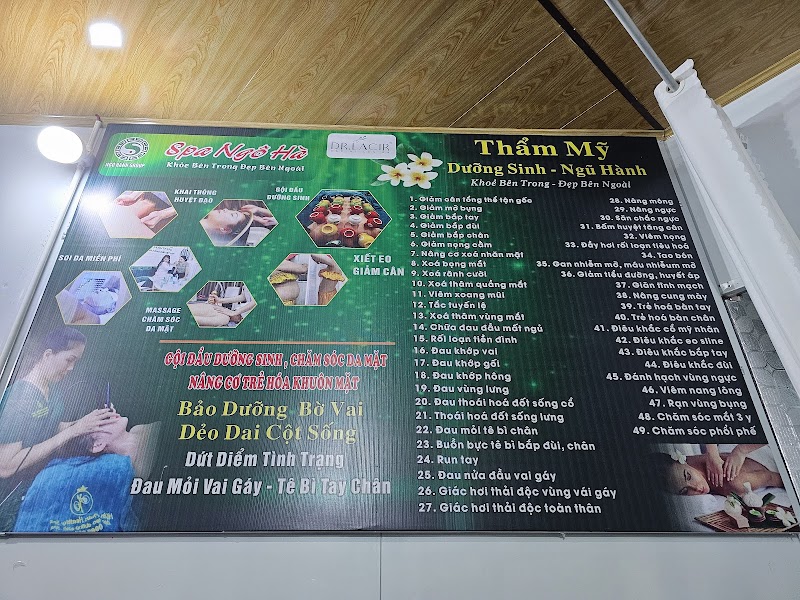 Spa Ngô Hà
Khỏe Bên Trong Đẹp Bên Ngoài
DR.LACIR
KHAI THÔNG
HUYỆT ĐẠO
GỘI ĐẦU
DƯỠNG SINH
SOI DA MIỄN PHÍ
XIẾT EO
GIẢM CÂN
MASSAGE
CHĂM SÓC
DA MẶT
GỘI ĐẦU DƯỠNG SINH, CHĂM SÓC DA MẶT
NÂNG CƠ TRẺ HÓA KHUÔN MẶT
Bảo Dưỡng Bờ Vai
Dẻo Dai Cột Sống
Dứt Điểm Tình Trạng
Đau Mỏi Vai Gáy - Tê Bì Tay Chân
Thẩm Mỹ
Dưỡng Sinh - Ngũ Hành
Khoẻ Bên Trong - Đẹp Bên Ngoài
1. Giảm cân tổng thể tận gốc
2. Giảm mỡ bụng
3. Giảm bắp tay
4. Giảm bắp đùi
5. Giảm bắp chân
6. Giảm nọng cằm
7. Nâng cơ xoá nhăn mặt
8. Xoá bọng mắt
9. Xoá rãnh cười
10. Xoá thâm quầng mắt
11. Viêm xoang mũi
12. Tắc tuyến lệ
13. Xoá thâm vùng mắt
14. Chữa đau đầu mất ngủ
15. Rối loạn tiền đình
16. Đau khớp vai
17. Đau khớp gối
18. Đau khớp hông
19. Đau vùng lưng
20. Đau thoái hoá đốt sống cổ
21. Thoái hoá đốt sống lưng
22. Đau mỏi tê bì chân
23. Buồn bực tê bì bắp đùi, chân
24. Run tay
25. Đau nửa đầu vai gáy
26. Giác hơi thải độc vùng vái gáy
27. Giác hơi thải độc toàn thân
28. Nâng mông
29. Nâng ngực
30. Săn chắc ngực
31. Bấm huyệt tăng cân
32. Viêm họng
33. Đầy hơi rối loạn tiêu hoá
34. Táo bón
35. Gan nhiễm mỡ, máu nhiễm mỡ
36. Giảm tiểu đường, huyết áp
37. Giãn tĩnh mạch
38. Nâng cung mày
39. Trẻ hoá bàn tay
40. Trẻ hoá bàn chân
41. Điêu khắc cổ mỹ nhân
42. Điêu khắc eo sline
43. Điêu khắc bắp tay
44. Điêu khắc đùi
45. Đánh hạch vùng ngực
46. Viêm nang lông
47. Rạn vùng bụng
48. Chăm sóc mắt 3 y
49. Chăm sóc phổi phế